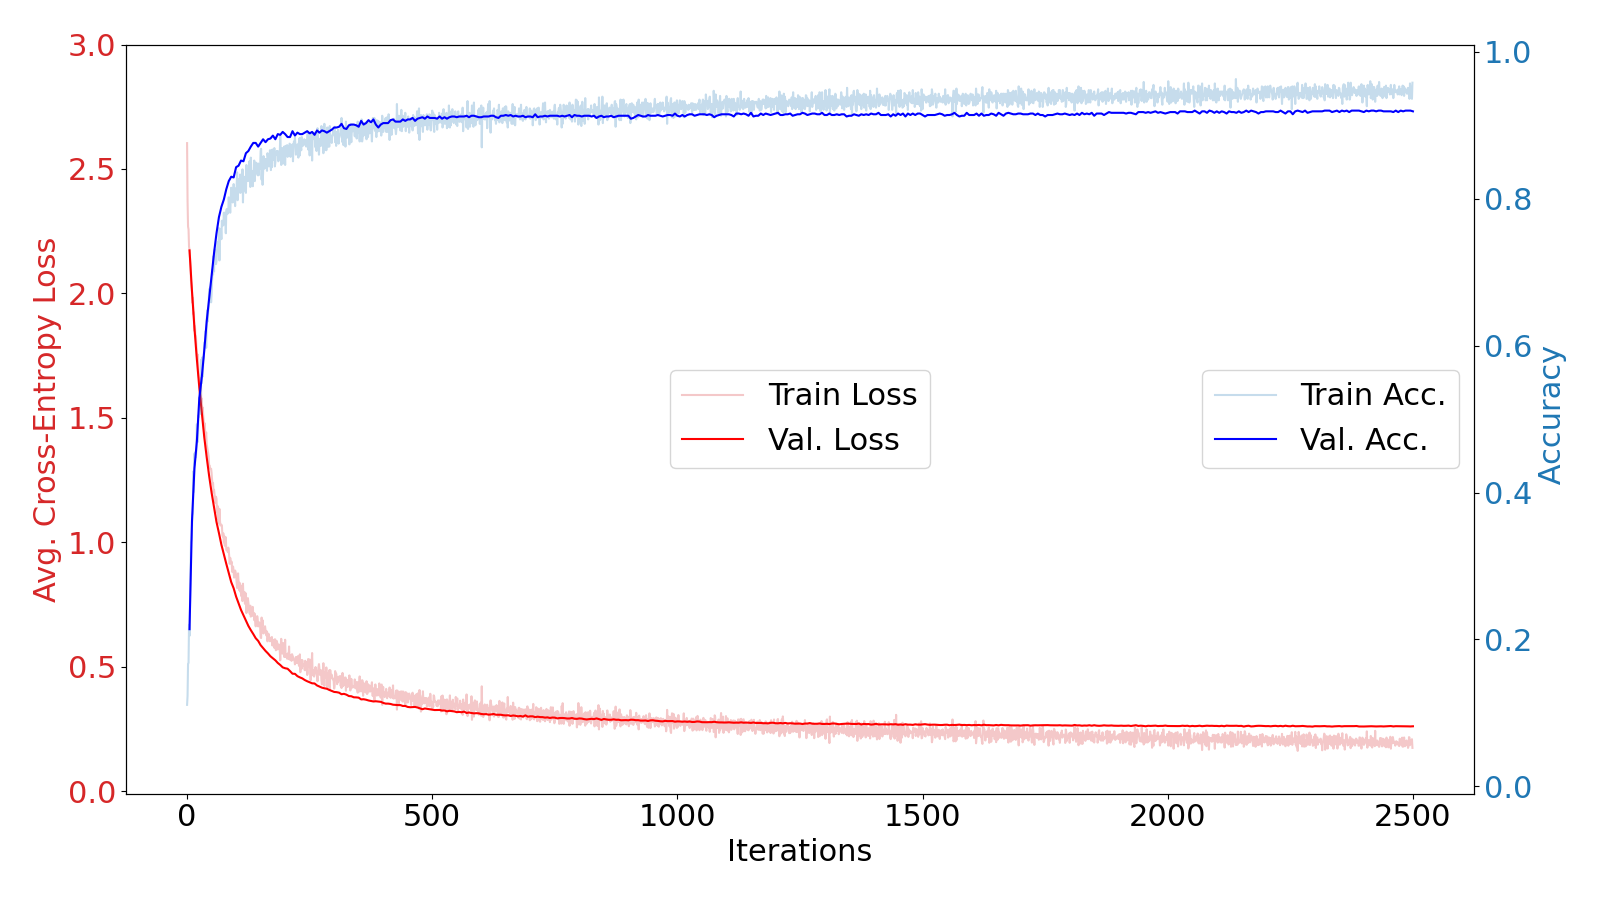 3.0
2.5
2.0
1.5
1.0
0.5
0.0
Avg. Cross-Entropy Loss
Train Loss
Val. Loss
Train Acc.
Val. Acc.
1.0
0.8
0.6
0.4
0.2
0.0
Accuracy
0 500 1000 1500 2000 2500
Iterations